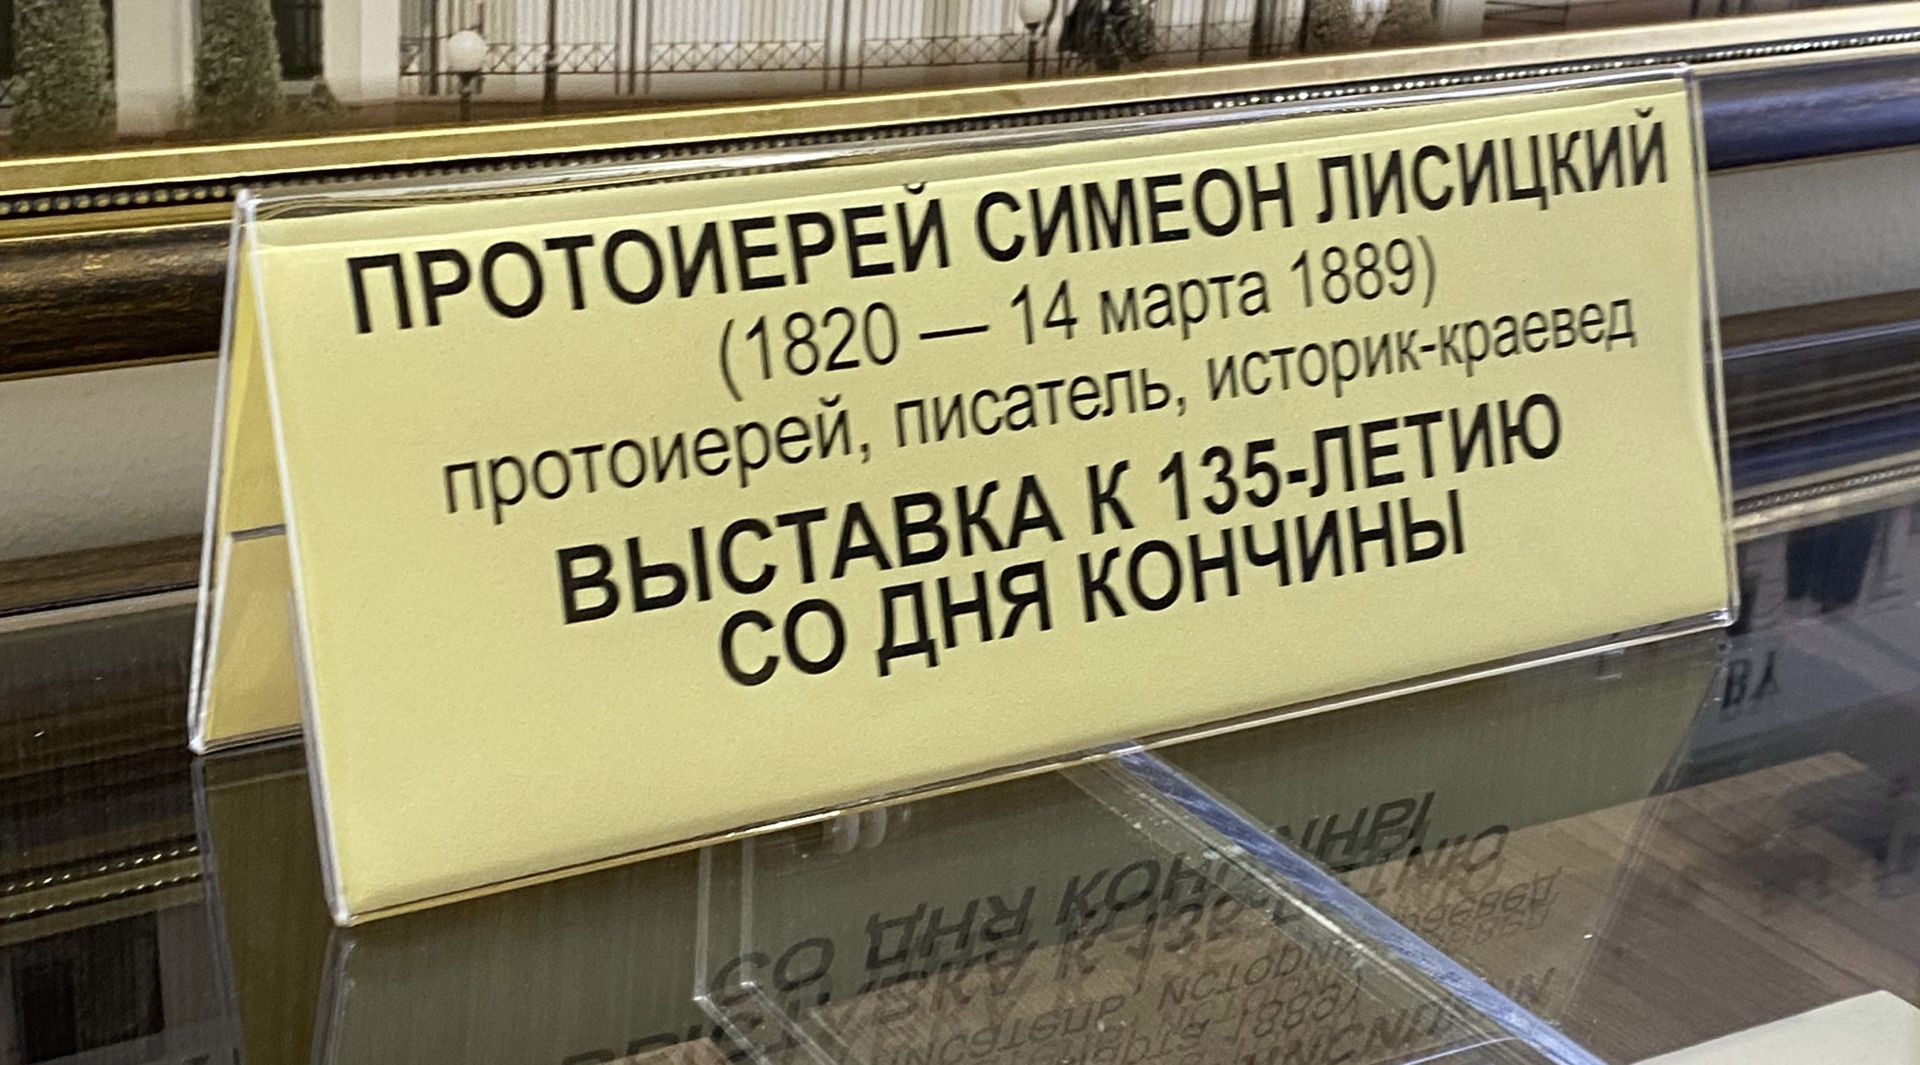 ПРОТОИЕРЕЙ СИМЕОН ЛИСИЦКИЙ
(1820 — 14 марта 1889)
протоиерей, писатель, историк-краевед
ВЫСТАВКА К 135-ЛЕТИЮ
СО ДНЯ КОНЧИНЫ